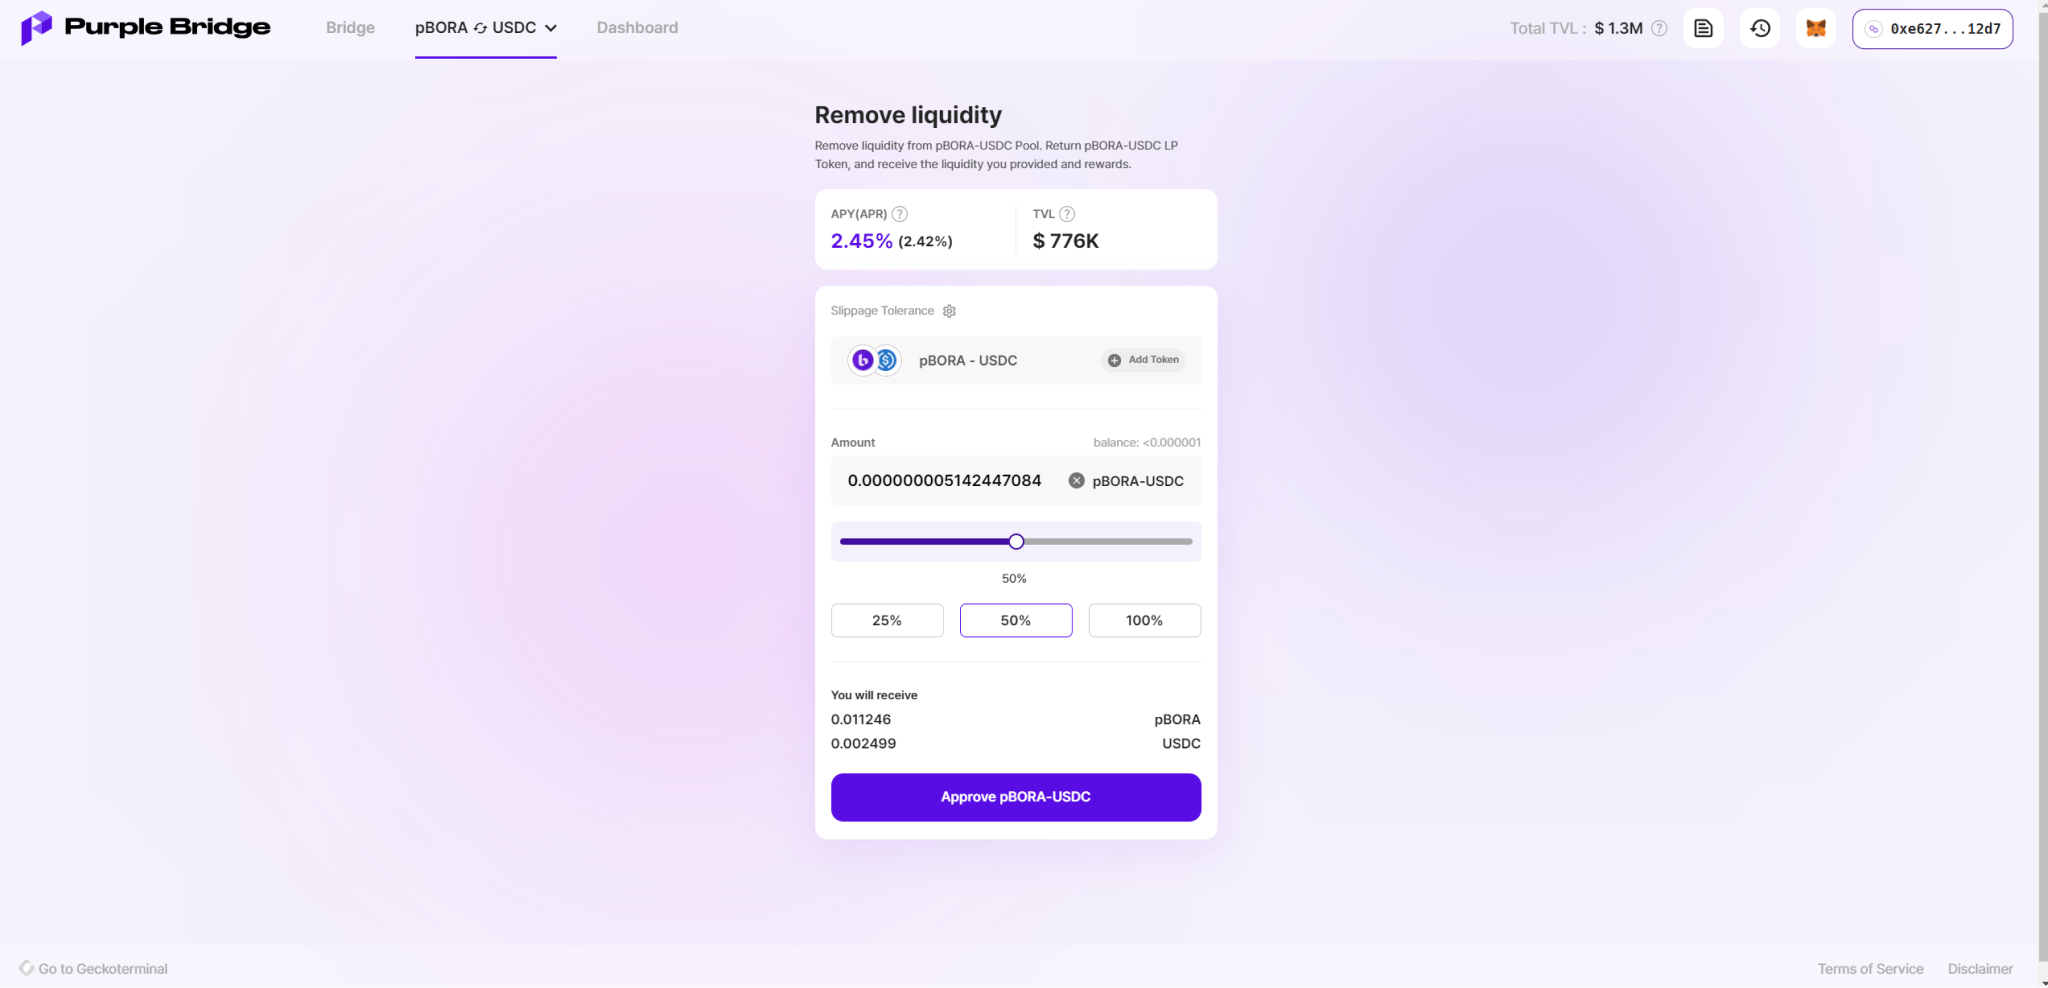 Purple Bridge
Bridge
pBORA USDC
Dashboard
Total TVL : $ 1.3M ?
0xe627...12d7
Remove liquidity
Remove liquidity from pBORA-USDC Pool. Return pBORA-USDC LP
Token, and receive the liquidity you provided and rewards.
APY(APR) ?
2.45% (2.42%)
TVL ?
$ 776K
Slippage Tolerance
pBORA - USDC
Add Token
Amount
balance: <0.000001
0.000000005142447084
pBORA-USDC
50%
25%
50%
100%
You will receive
0.011246 pBORA
0.002499 USDC
Approve pBORA-USDC
Go to Geckoterminal
Terms of Service
Disclaimer